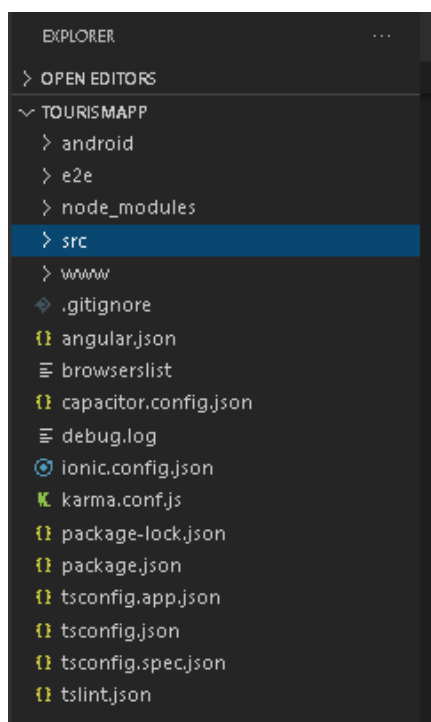 EXPLORER
OPEN EDITORS
TOURISMAPP
android
e2e
node_modules
src
www
.gitignore
angular.json
browserslist
capacitor.config.json
debug.log
ionic.config.json
karma.conf.js
package-lock.json
package.json
tsconfig.app.json
tsconfig.json
tsconfig.spec.json
tslint.json